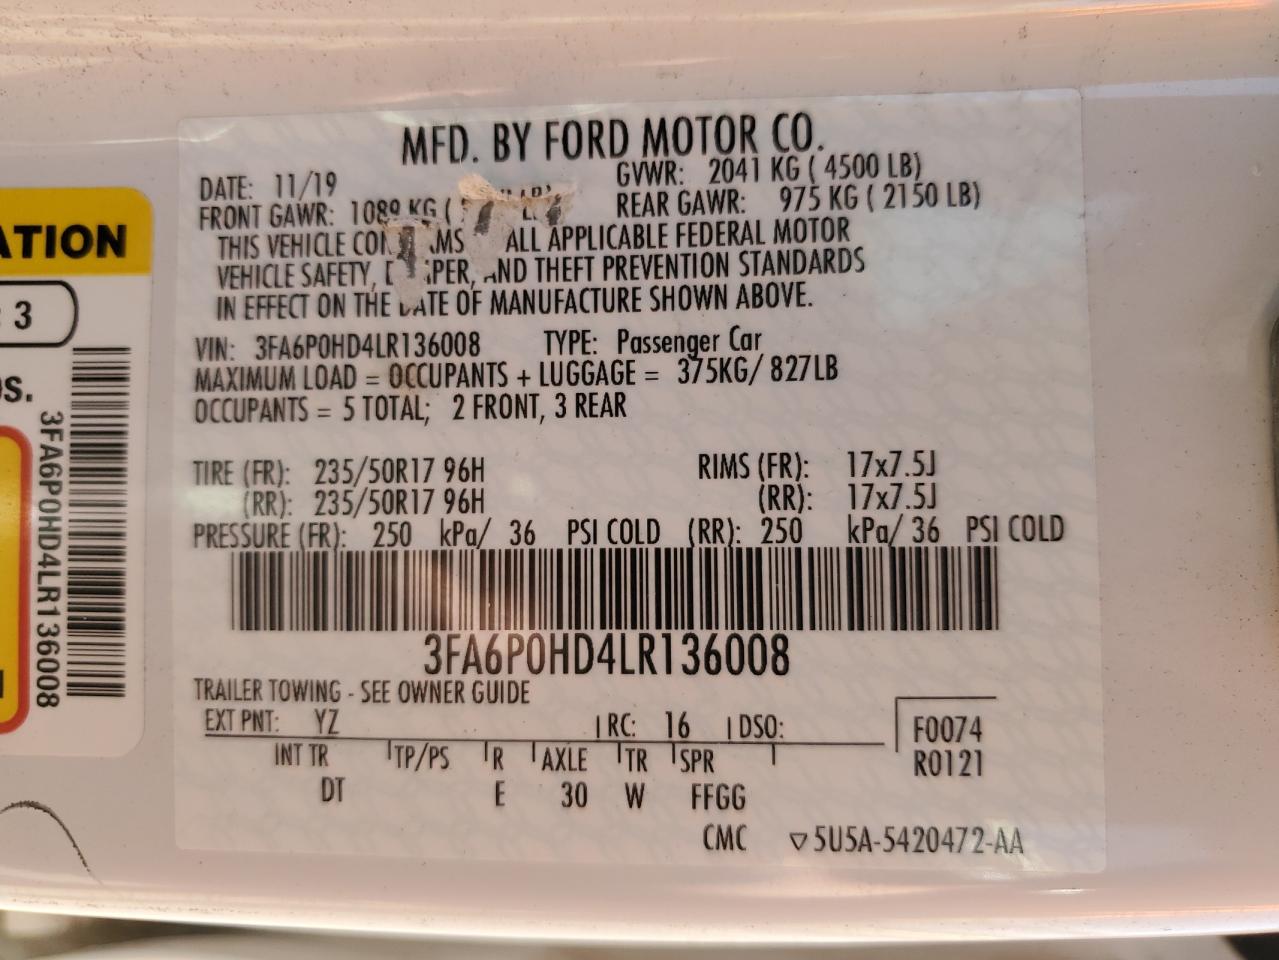 MFD. BY FORD MOTOR CO.
DATE: 11/19 GVWR: 2041 KG ( 4500 LB)
FRONT GAWR: 1089 KG ( LB) REAR GAWR: 975 KG ( 2150 LB)
THIS VEHICLE ALL APPLICABLE FEDERAL MOTOR
VEHICLE SAFETY, AND THEFT PREVENTION STANDARDS
IN EFFECT ON THE DATE OF MANUFACTURE SHOWN ABOVE.
VIN: 3FA6P0HD4LR136008 TYPE: Passenger Car
MAXIMUM LOAD = OCCUPANTS + LUGGAGE = 375KG/ 827LB
OCCUPANTS = 5 TOTAL; 2 FRONT, 3 REAR
TIRE (FR): 235/50R17 96H RIMS (FR): 17x7.5J
(RR): 235/50R17 96H (RR): 17x7.5J
PRESSURE (FR): 250 kPa/ 36 PSI COLD (RR): 250 kPa/ 36 PSI COLD
3FA6P0HD4LR136008
TRAILER TOWING - SEE OWNER GUIDE
EXT PNT: YZ RC: 16 DSO: F0074
INT TR TP/PS R AXLE TR SPR R0121
DT E 30 W FFGG
CMC ▽5U5A-5420472-AA
ATION
: 3
os.
3FA6P0HD4LR136008